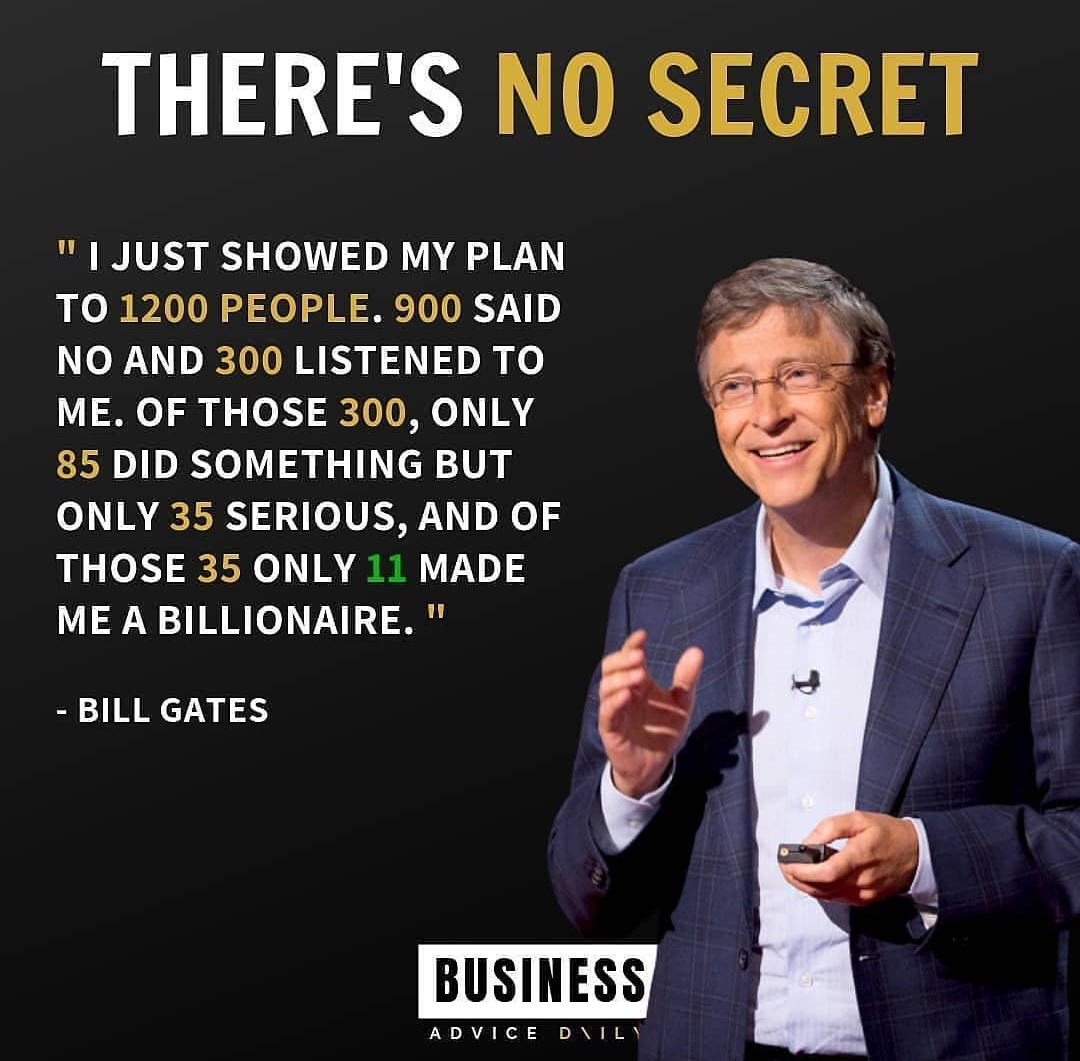 THERE'S NO SECRET
" I JUST SHOWED MY PLAN
TO 1200 PEOPLE. 900 SAID
NO AND 300 LISTENED TO
ME. OF THOSE 300, ONLY
85 DID SOMETHING BUT
ONLY 35 SERIOUS, AND OF
THOSE 35 ONLY 11 MADE
ME A BILLIONAIRE. "
- BILL GATES
BUSINESS
ADVICE D\ILY